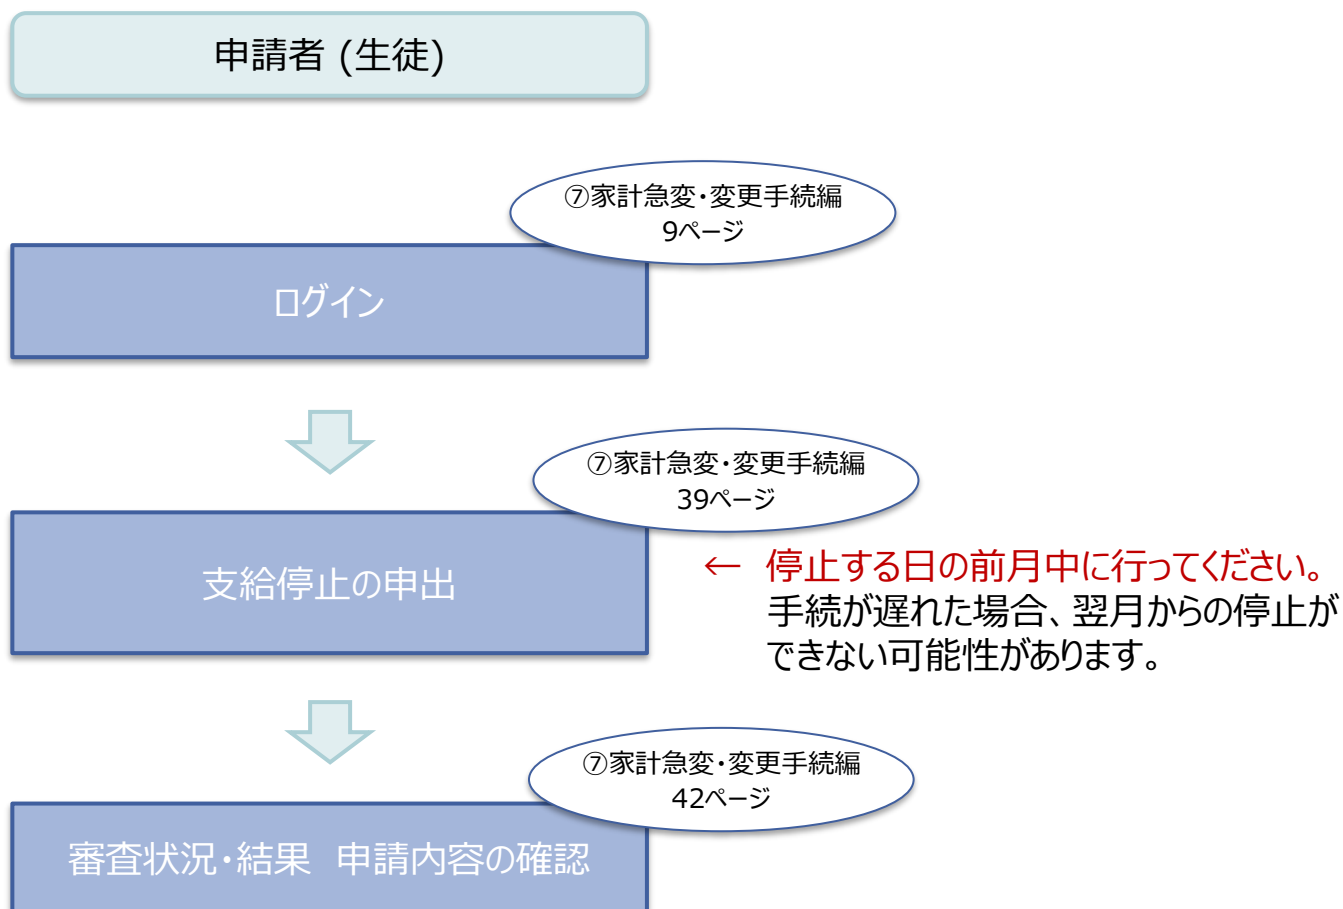 申請者 (生徒)
⑦家計急変・変更手続編
9ページ
ログイン
⑦家計急変・変更手続編
39ページ
支給停止の申出
← 停止する日の前月中に行ってください。
手続が遅れた場合、翌月からの停止が
できない可能性があります。
⑦家計急変・変更手続編
42ページ
審査状況・結果　申請内容の確認